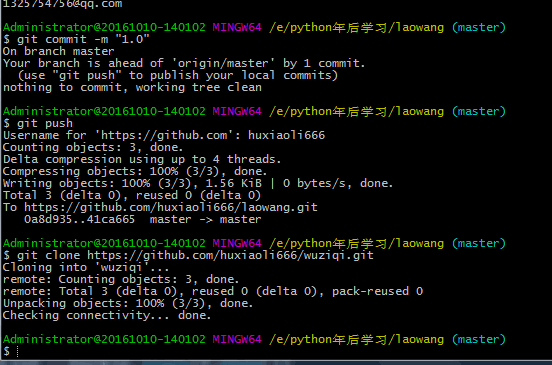 1325754756@qq.com
Administrator@20161010-140102 MINGW64 /e/python年后学习/laowang (master)
$ git commit -m "1.0"
On branch master
Your branch is ahead of 'origin/master' by 1 commit.
  (use "git push" to publish your local commits)
nothing to commit, working tree clean
Administrator@20161010-140102 MINGW64 /e/python年后学习/laowang (master)
$ git push
Username for 'https://github.com': huxiaoli666
Counting objects: 3, done.
Delta compression using up to 4 threads.
Compressing objects: 100% (3/3), done.
Writing objects: 100% (3/3), 1.56 KiB | 0 bytes/s, done.
Total 3 (delta 0), reused 0 (delta 0)
To https://github.com/huxiaoli666/laowang.git
   0a8d935..41ca665  master -> master
Administrator@20161010-140102 MINGW64 /e/python年后学习/laowang (master)
$ git clone https://github.com/huxiaoli666/wuziqi.git
Cloning into 'wuziqi'...
remote: Counting objects: 3, done.
remote: Total 3 (delta 0), reused 0 (delta 0), pack-reused 0
Unpacking objects: 100% (3/3), done.
Checking connectivity... done.
Administrator@20161010-140102 MINGW64 /e/python年后学习/laowang (master)
$